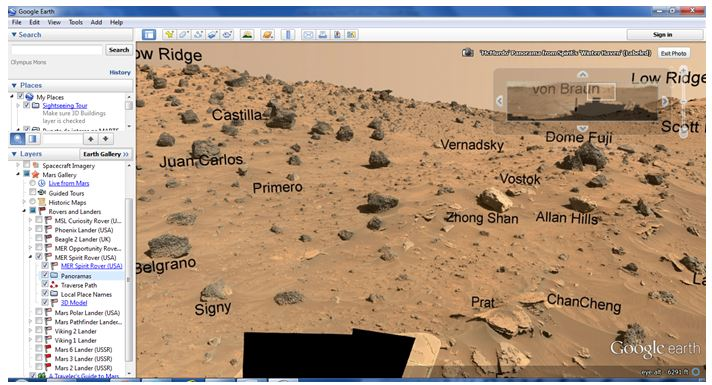 Google Earth
File Edit View Tools Add Help
Search
Search
Olympus Mons
History
Places
My Places
Sightseeing Tour
Make sure 3D Buildings
layer is checked
Layers
Earth Gallery >>
Spacecraft Imagery
Mars Gallery
Live from Mars
Guided Tours
Historic Maps
Rovers and Landers
MSL Curiosity Rover (U...
Phoenix Lander (USA)
Beagle 2 Lander (UK)
MER Opportunity Rove...
MER Spirit Rover (USA)
MER Spirit Rover (USA)
Panoramas
Traverse Path
Local Place Names
3D Model
Mars Polar Lander (USA)
Mars Pathfinder Lander...
Viking 2 Lander
Viking 1 Lander
Mars 6 Lander (USSR)
Mars 3 Lander (USSR)
Mars 2 Lander (USSR)
A Traveler's Guide to Mars
Sign in
'McMurdo' Panorama from Spirit's 'Winter Haven' (Labeled)
Exit Photo
ow Ridge
von Braun
Low Ridge
Castilla
Scott
Vernadsky
Dome Fuji
Juan Carlos
Primero
Vostok
Zhong Shan
Allan Hills
Belgrano
Signy
Prat
ChanCheng
La
Google earth
eye alt 6291 ft